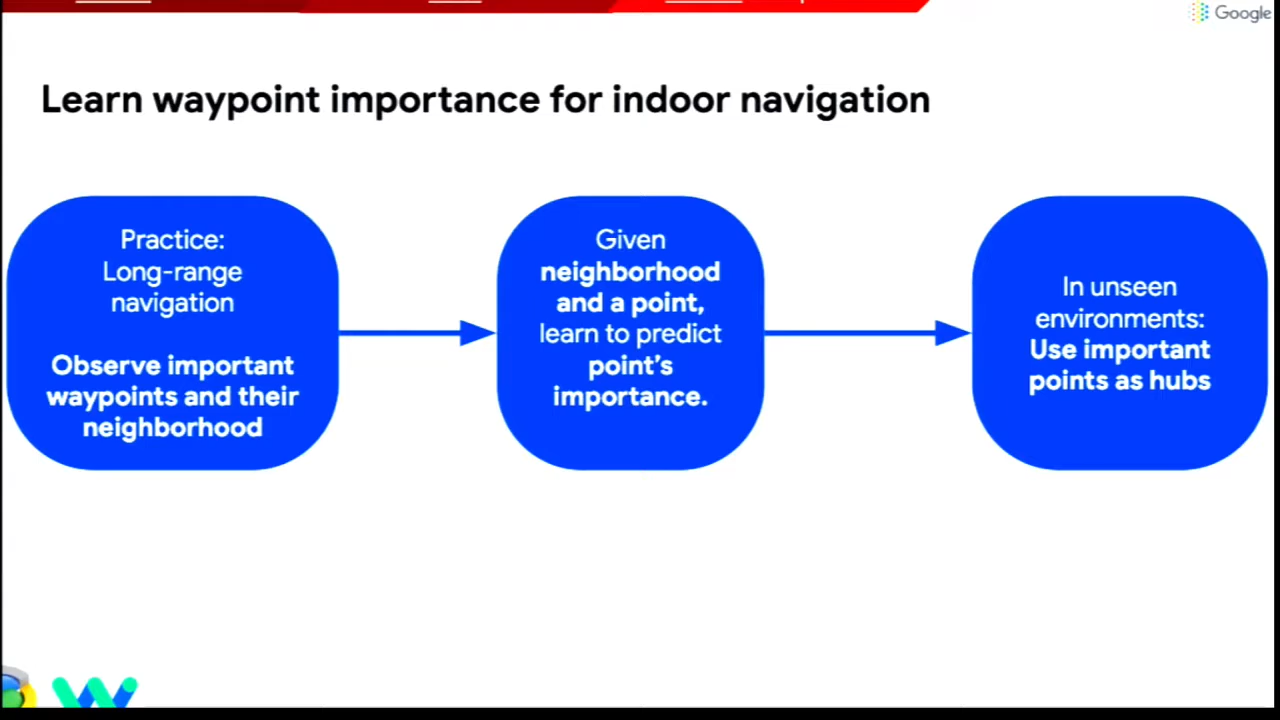 Google
Learn waypoint importance for indoor navigation
Practice:
Long-range
navigation
Observe important
waypoints and their
neighborhood
Given
neighborhood
and a point,
learn to predict
point's
importance.
In unseen
environments:
Use important
points as hubs